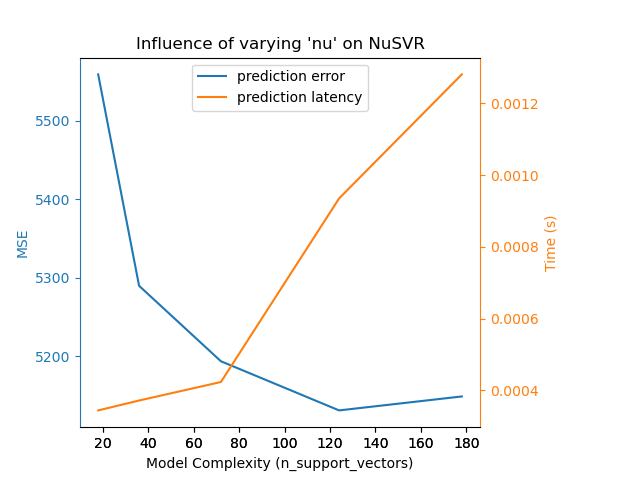 Influence of varying 'nu' on NuSVR
prediction error
prediction latency
MSE
5500
5400
5300
5200
0.0012
0.0010
0.0008
0.0006
0.0004
Time (s)
20 40 60 80 100 120 140 160 180
Model Complexity (n_support_vectors)